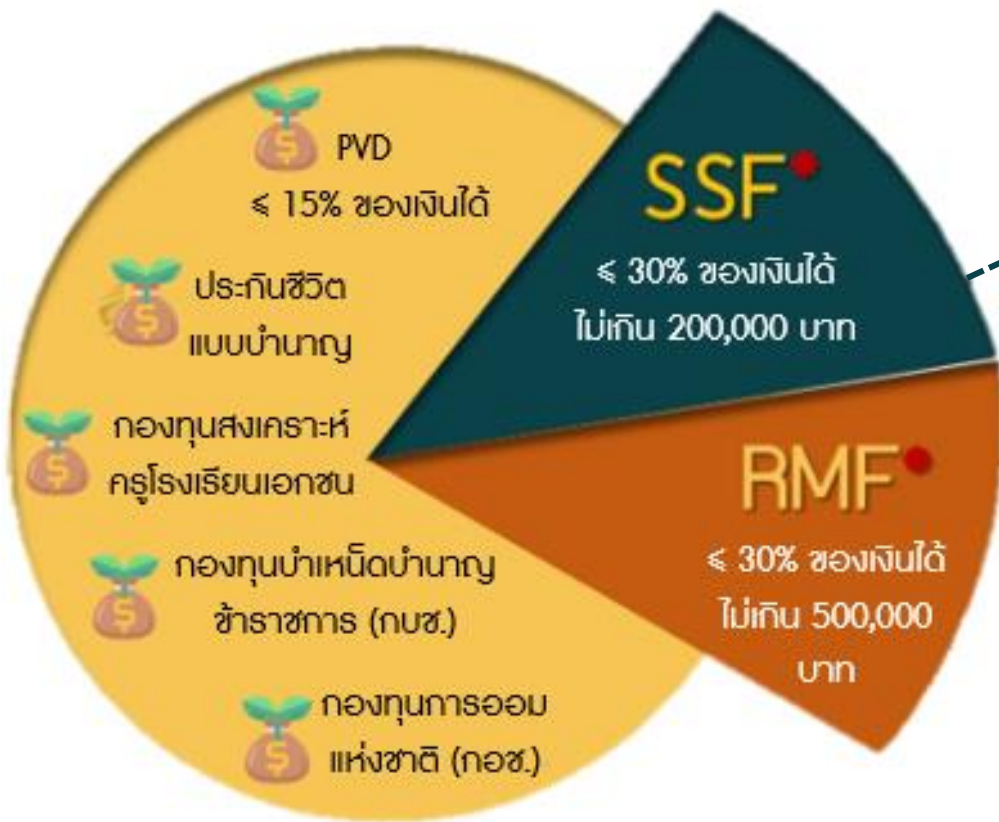 PVD
≤ 15% ของเงินได้
ประกันชีวิต
แบบบำนาญ
กองทุนสงเคราะห์
ครูโรงเรียนเอกชน
กองทุนบำเหน็จบำนาญ
ข้าราชการ (กบข.)
กองทุนการออม
แห่งชาติ (กอช.)
SSF*
≤ 30% ของเงินได้
ไม่เกิน 200,000 บาท
RMF*
≤ 30% ของเงินได้
ไม่เกิน 500,000
บาท